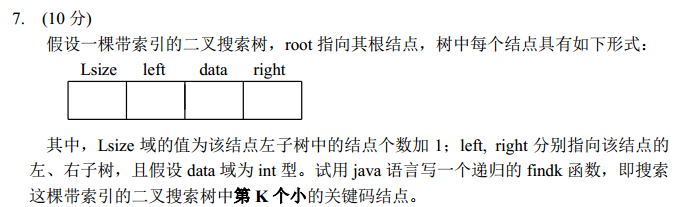 7. (10 分)
假设一棵带索引的二叉搜索树，root 指向其根结点，树中每个结点具有如下形式：
Lsize left data right
其中，Lsize 域的值为该结点左子树中的结点个数加 1；left, right 分别指向该结点的
左、右子树，且假设 data 域为 int 型。试用 java 语言写一个递归的 findk 函数，即搜索
这棵带索引的二叉搜索树中第 K 个小的关键码结点。